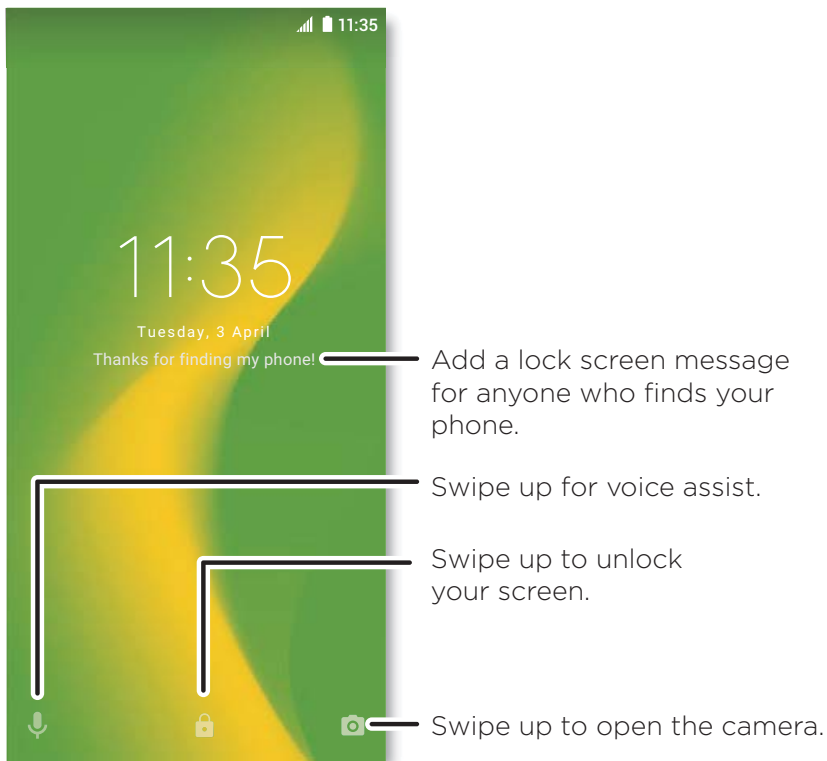 11:35
11:35
Tuesday, 3 April
Thanks for finding my phone!
Add a lock screen message
for anyone who finds your
phone.
Swipe up for voice assist.
Swipe up to unlock
your screen.
Swipe up to open the camera.